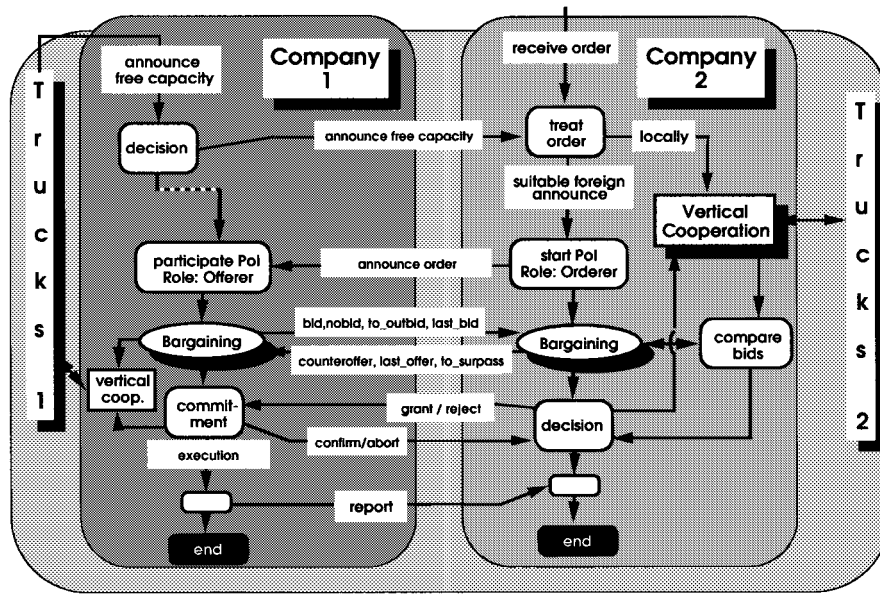 Trucks 1
announce
free capacity
Company
1
decision
participate PoI
Role: Offerer
Bargaining
vertical
coop.
commit-
ment
execution
end
announce free capacity
announce order
bid,nobid, to_outbid, last_bid
counteroffer, last_offer, to_surpass
grant / reject
confirm/abort
report
receive order
Company
2
treat
order
locally
suitable foreign
announce
Vertical
Cooperation
start PoI
Role: Orderer
Bargaining
compare
bids
decision
end
Trucks 2